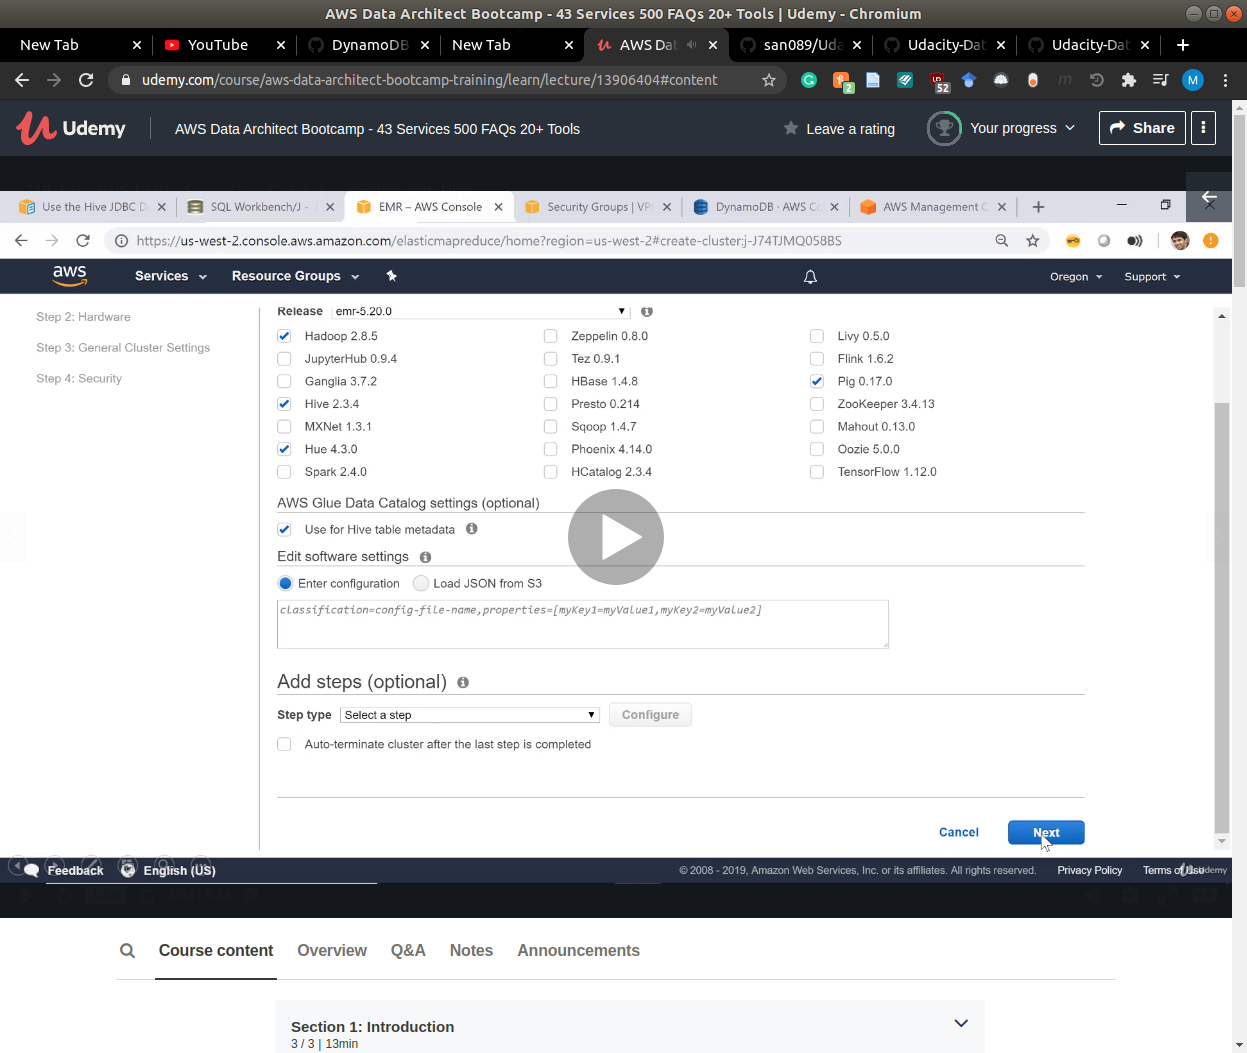 AWS Data Architect Bootcamp - 43 Services 500 FAQs 20+ Tools | Udemy - Chromium
New Tab YouTube DynamoDB New Tab AWS Dat san089/Uda Udacity-Dat Udacity-Dat
udemy.com/course/aws-data-architect-bootcamp-training/learn/lecture/13906404#content
2 52 M
Udemy AWS Data Architect Bootcamp - 43 Services 500 FAQs 20+ Tools Leave a rating Your progress Share
Use the Hive JDBC D SQL Workbench/J - EMR – AWS Console Security Groups | VPC DynamoDB · AWS Co AWS Management C
https://us-west-2.console.aws.amazon.com/elasticmapreduce/home?region=us-west-2#create-cluster:j-J74TJMQ058BS
aws Services Resource Groups Oregon Support
Step 2: Hardware
Step 3: General Cluster Settings
Step 4: Security
Release emr-5.20.0
Hadoop 2.8.5 Zeppelin 0.8.0 Livy 0.5.0
JupyterHub 0.9.4 Tez 0.9.1 Flink 1.6.2
Ganglia 3.7.2 HBase 1.4.8 Pig 0.17.0
Hive 2.3.4 Presto 0.214 ZooKeeper 3.4.13
MXNet 1.3.1 Sqoop 1.4.7 Mahout 0.13.0
Hue 4.3.0 Phoenix 4.14.0 Oozie 5.0.0
Spark 2.4.0 HCatalog 2.3.4 TensorFlow 1.12.0
AWS Glue Data Catalog settings (optional)
Use for Hive table metadata
Edit software settings
Enter configuration Load JSON from S3
classification=config-file-name,properties=[myKey1=myValue1,myKey2=myValue2]
Add steps (optional)
Step type Select a step Configure
Auto-terminate cluster after the last step is completed
Cancel Next
Feedback English (US) © 2008 - 2019, Amazon Web Services, Inc. or its affiliates. All rights reserved. Privacy Policy Terms of Use Udemy
Course content Overview Q&A Notes Announcements
Section 1: Introduction
3 / 3 | 13min